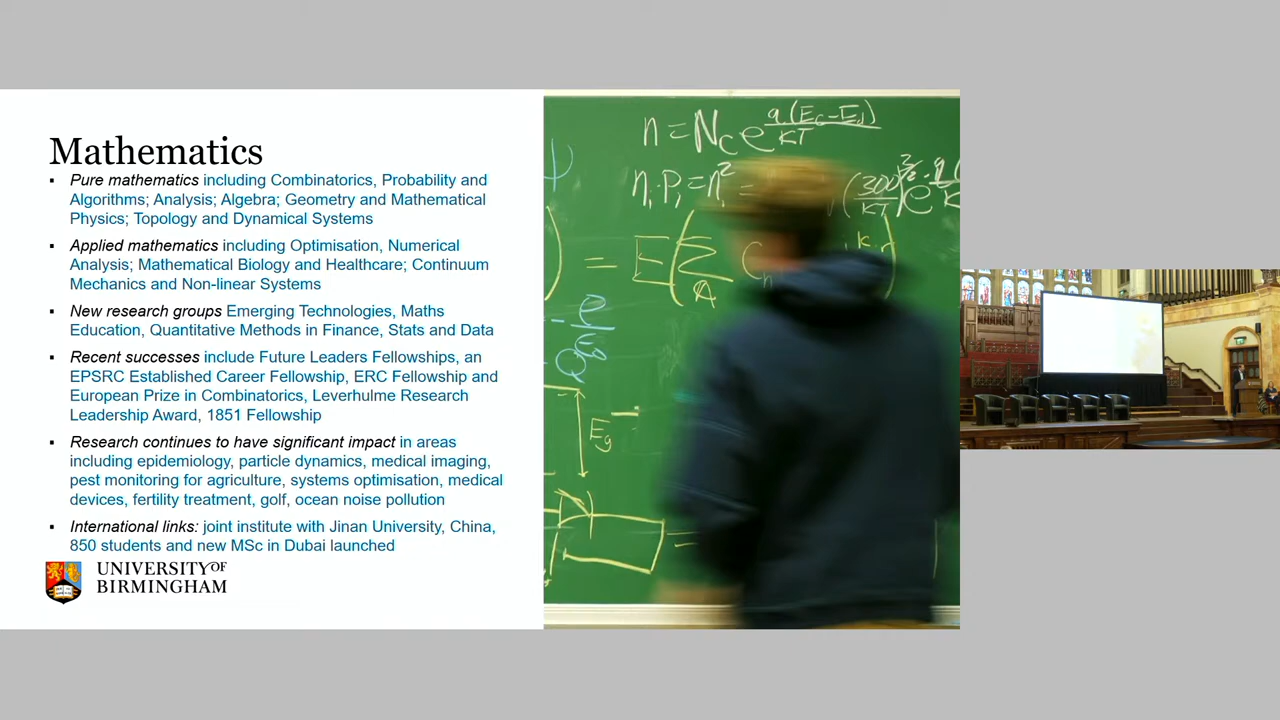 Mathematics
▪ Pure mathematics including Combinatorics, Probability and
Algorithms; Analysis; Algebra; Geometry and Mathematical
Physics; Topology and Dynamical Systems
▪ Applied mathematics including Optimisation, Numerical
Analysis; Mathematical Biology and Healthcare; Continuum
Mechanics and Non-linear Systems
▪ New research groups Emerging Technologies, Maths
Education, Quantitative Methods in Finance, Stats and Data
▪ Recent successes include Future Leaders Fellowships, an
EPSRC Established Career Fellowship, ERC Fellowship and
European Prize in Combinatorics, Leverhulme Research
Leadership Award, 1851 Fellowship
▪ Research continues to have significant impact in areas
including epidemiology, particle dynamics, medical imaging,
pest monitoring for agriculture, systems optimisation, medical
devices, fertility treatment, golf, ocean noise pollution
▪ International links: joint institute with Jinan University, China,
850 students and new MSc in Dubai launched
UNIVERSITY OF
BIRMINGHAM
n = N_c e
= E(Σ
E_g